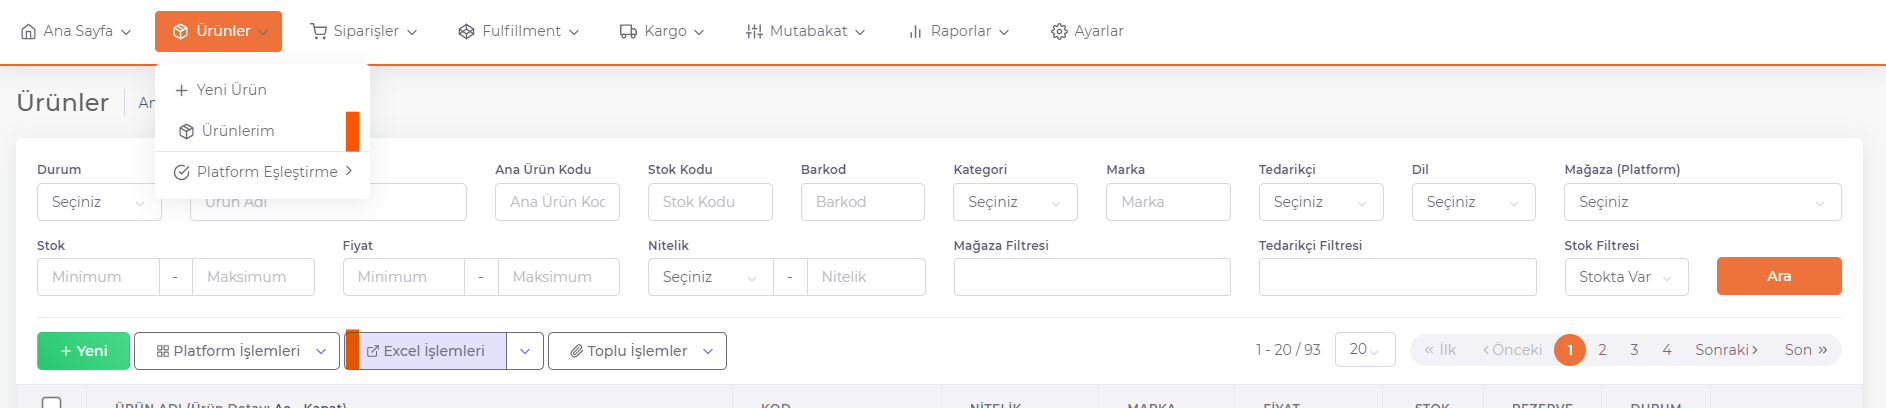 Ana Sayfa Ürünler Siparişler Fulfillment Kargo Mutabakat Raporlar Ayarlar
Yeni Ürün
Ürünler
Ürünlerim
Platform Eşleştirme
Durum Ana Ürün Kodu Stok Kodu Barkod Kategori Marka Tedarikçi Dil Mağaza (Platform)
Seçiniz Ürün Adı Ana Ürün Koc Stok Kodu Barkod Seçiniz Marka Seçiniz Seçiniz Seçiniz
Stok Fiyat Nitelik Mağaza Filtresi Tedarikçi Filtresi Stok Filtresi
Minimum - Maksimum Minimum - Maksimum Seçiniz - Nitelik Stokta Var Ara
+ Yeni Platform İşlemleri Excel İşlemleri Toplu İşlemler 1 - 20 / 93 20 « İlk ‹ Önceki 1 2 3 4 Sonraki › Son »
ÜRÜN ADI (Ürün Detay: Aç - Kapat) KOD NİTELİK MARKA FİYAT STOK REZERVE DURUM